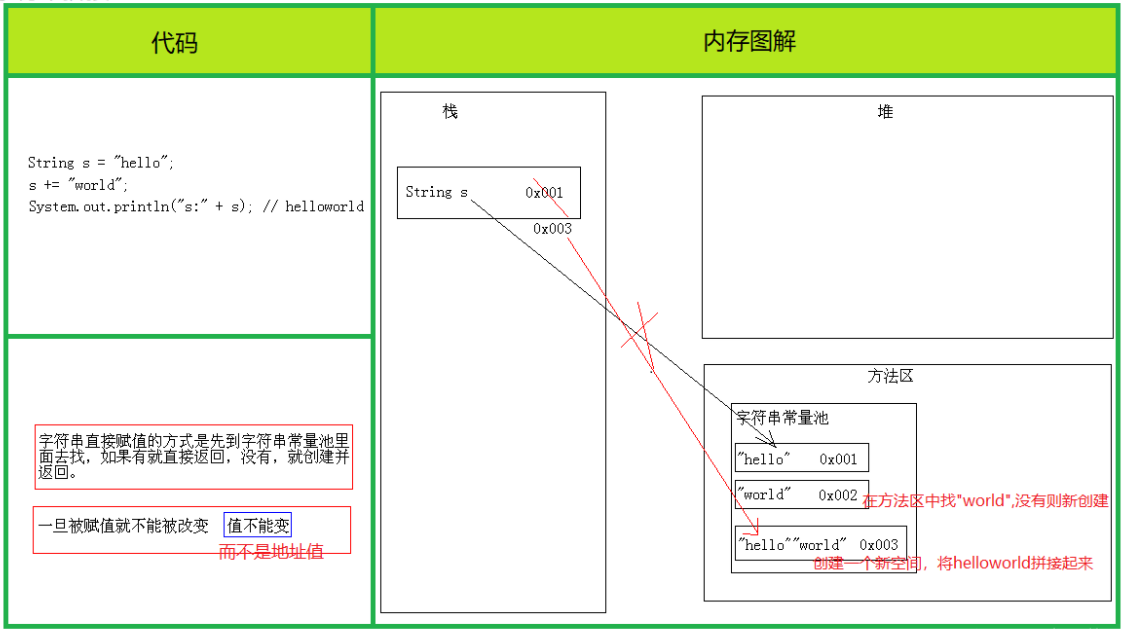 代码
内存图解
String s = "hello";
s += "world";
System.out.println("s:" + s); // helloworld
字符串直接赋值的方式是先到字符串常量池里
面去找，如果有就直接返回，没有，就创建并
返回。
一旦被赋值就不能被改变 值不能变
而不是地址值
栈
String s 0x001
0x003
堆
方法区
字符串常量池
"hello" 0x001
"world" 0x002
在方法区中找"world",没有则新创建
"hello""world" 0x003
创建一个新空间，将helloworld拼接起来